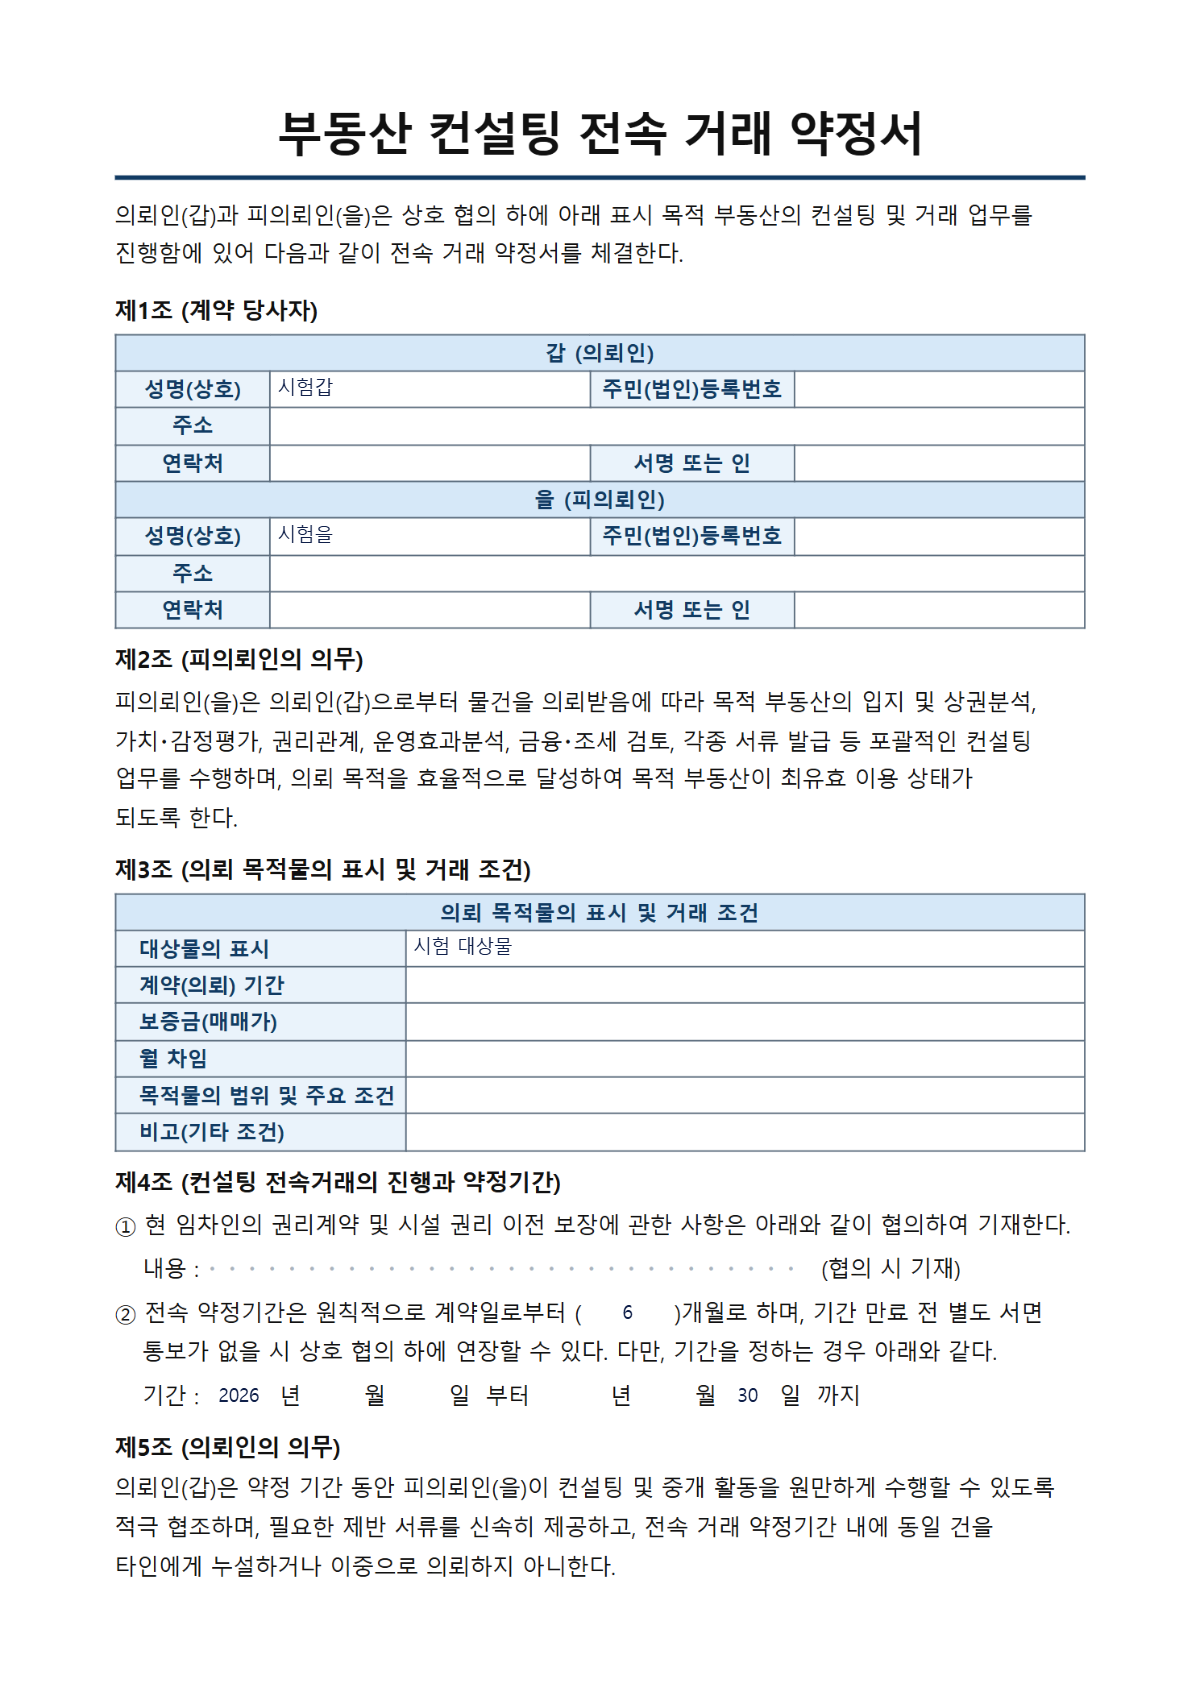 부동산 컨설팅 전속 거래 약정서
의뢰인(갑)과 피의뢰인(을)은 상호 협의 하에 아래 표시 목적 부동산의 컨설팅 및 거래 업무를
진행함에 있어 다음과 같이 전속 거래 약정서를 체결한다.
제1조 (계약 당사자)
갑 (의뢰인)
성명(상호) 시험갑 주민(법인)등록번호
주소
연락처 서명 또는 인
을 (피의뢰인)
성명(상호) 시험을 주민(법인)등록번호
주소
연락처 서명 또는 인
제2조 (피의뢰인의 의무)
피의뢰인(을)은 의뢰인(갑)으로부터 물건을 의뢰받음에 따라 목적 부동산의 입지 및 상권분석,
가치·감정평가, 권리관계, 운영효과분석, 금융·조세 검토, 각종 서류 발급 등 포괄적인 컨설팅
업무를 수행하며, 의뢰 목적을 효율적으로 달성하여 목적 부동산이 최유효 이용 상태가
되도록 한다.
제3조 (의뢰 목적물의 표시 및 거래 조건)
의뢰 목적물의 표시 및 거래 조건
대상물의 표시 시험 대상물
계약(의뢰) 기간
보증금(매매가)
월 차임
목적물의 범위 및 주요 조건
비고(기타 조건)
제4조 (컨설팅 전속거래의 진행과 약정기간)
① 현 임차인의 권리계약 및 시설 권리 이전 보장에 관한 사항은 아래와 같이 협의하여 기재한다.
내용 : · · · · · · · · · · · · · · · · · · · · · · · · · · · · · · (협의 시 기재)
② 전속 약정기간은 원칙적으로 계약일로부터 ( 6 )개월로 하며, 기간 만료 전 별도 서면
통보가 없을 시 상호 협의 하에 연장할 수 있다. 다만, 기간을 정하는 경우 아래와 같다.
기간 : 2026 년 월 일 부터 년 월 30 일 까지
제5조 (의뢰인의 의무)
의뢰인(갑)은 약정 기간 동안 피의뢰인(을)이 컨설팅 및 중개 활동을 원만하게 수행할 수 있도록
적극 협조하며, 필요한 제반 서류를 신속히 제공하고, 전속 거래 약정기간 내에 동일 건을
타인에게 누설하거나 이중으로 의뢰하지 아니한다.